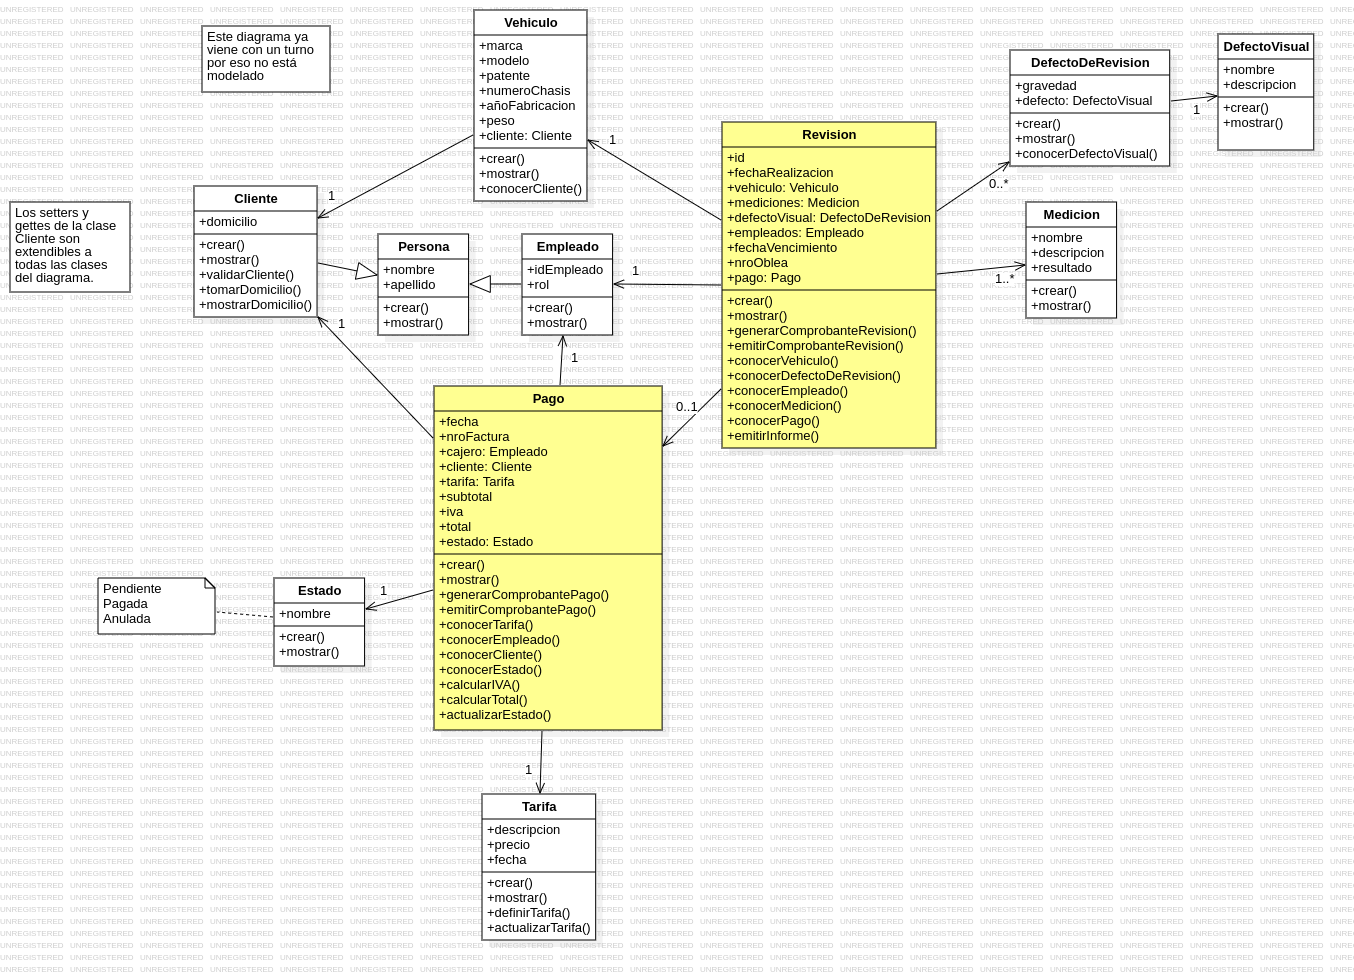 Este diagrama ya
viene con un turno
por eso no está
modelado
Vehiculo
+marca
+modelo
+patente
+numeroChasis
+añoFabricacion
+peso
+cliente: Cliente
+crear()
+mostrar()
+conocerCliente()
DefectoDeRevision
+gravedad
+defecto: DefectoVisual
+crear()
+mostrar()
+conocerDefectoVisual()
1
DefectoVisual
+nombre
+descripcion
+crear()
+mostrar()
Revision
+id
+fechaRealizacion
+vehiculo: Vehiculo
+mediciones: Medicion
+defectoVisual: DefectoDeRevision
+empleados: Empleado
+fechaVencimiento
+nroOblea
+pago: Pago
+crear()
+mostrar()
+generarComprobanteRevision()
+emitirComprobanteRevision()
+conocerVehiculo()
+conocerDefectoDeRevision()
+conocerEmpleado()
+conocerMedicion()
+conocerPago()
+emitirInforme()
1
0..*
1..*
Medicion
+nombre
+descripcion
+resultado
+crear()
+mostrar()
Los setters y
gettes de la clase
Cliente son
extendibles a
todas las clases
del diagrama.
Cliente
+domicilio
+crear()
+mostrar()
+validarCliente()
+tomarDomicilio()
+mostrarDomicilio()
1
1
Persona
+nombre
+apellido
+crear()
+mostrar()
Empleado
+idEmpleado
+rol
+crear()
+mostrar()
1
1
0..1
Pago
+fecha
+nroFactura
+cajero: Empleado
+cliente: Cliente
+tarifa: Tarifa
+subtotal
+iva
+total
+estado: Estado
+crear()
+mostrar()
+generarComprobantePago()
+emitirComprobantePago()
+conocerTarifa()
+conocerEmpleado()
+conocerCliente()
+conocerEstado()
+calcularIVA()
+calcularTotal()
+actualizarEstado()
Pendiente
Pagada
Anulada
Estado
+nombre
+crear()
+mostrar()
1
1
Tarifa
+descripcion
+precio
+fecha
+crear()
+mostrar()
+definirTarifa()
+actualizarTarifa()
UNREGISTERED